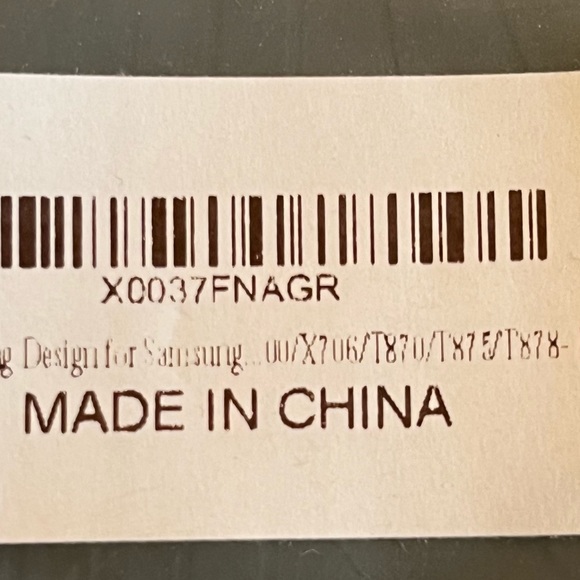 X0037FNAGR
g Design for Samsung...00/X706/T870/T875/T878-
MADE IN CHINA